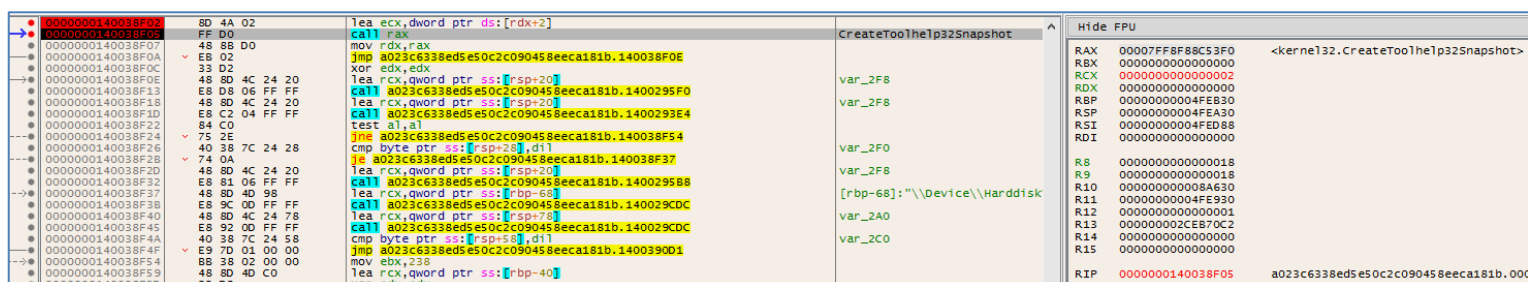 0000000140038F02 8D 4A 02 lea ecx,dword ptr ds:[rdx+2]
0000000140038F05 FF D0 call rax CreateToolhelp32Snapshot
0000000140038F07 48 8B D0 mov rdx,rax
0000000140038F0A EB 02 jmp a023c6338ed5e50c2c090458eeca181b.140038F0E
0000000140038F0C 33 D2 xor edx,edx
0000000140038F0E 48 8D 4C 24 20 lea rcx,qword ptr ss:[rsp+20] var_2F8
0000000140038F13 E8 D8 06 FF FF call a023c6338ed5e50c2c090458eeca181b.1400295F0
0000000140038F18 48 8D 4C 24 20 lea rcx,qword ptr ss:[rsp+20] var_2F8
0000000140038F1D E8 C2 04 FF FF call a023c6338ed5e50c2c090458eeca181b.1400293E4
0000000140038F22 84 C0 test al,al
0000000140038F24 75 2E jne a023c6338ed5e50c2c090458eeca181b.140038F54
0000000140038F26 40 38 7C 24 28 cmp byte ptr ss:[rsp+28],dil var_2F0
0000000140038F2B 74 0A je a023c6338ed5e50c2c090458eeca181b.140038F37
0000000140038F2D 48 8D 4C 24 20 lea rcx,qword ptr ss:[rsp+20] var_2F8
0000000140038F32 E8 81 06 FF FF call a023c6338ed5e50c2c090458eeca181b.1400295B8
0000000140038F37 48 8D 4D 98 lea rcx,qword ptr ss:[rbp-68] [rbp-68]:"\\Device\\Harddisk
0000000140038F3B E8 9C 0D FF FF call a023c6338ed5e50c2c090458eeca181b.140029CDC
0000000140038F40 48 8D 4C 24 78 lea rcx,qword ptr ss:[rsp+78] var_2A0
0000000140038F45 E8 92 0D FF FF call a023c6338ed5e50c2c090458eeca181b.140029CDC
0000000140038F4A 40 38 7C 24 58 cmp byte ptr ss:[rsp+58],dil var_2C0
0000000140038F4F E9 7D 01 00 00 jmp a023c6338ed5e50c2c090458eeca181b.1400390D1
0000000140038F54 BB 38 02 00 00 mov ebx,238
0000000140038F59 48 8D 4D C0 lea rcx,qword ptr ss:[rbp-40]
Hide FPU
RAX 00007FF8F88C53F0 <kernel32.CreateToolhelp32Snapshot>
RBX 0000000000000000
RCX 0000000000000002
RDX 0000000000000000
RBP 00000000004FEB30
RSP 00000000004FEA30
RSI 00000000004FED88
RDI 0000000000000000
R8 0000000000000018
R9 0000000000000018
R10 000000000008A630
R11 00000000004FE930
R12 0000000000000001
R13 000000002CEB70C2
R14 0000000000000000
R15 0000000000000000
RIP 0000000140038F05 a023c6338ed5e50c2c090458eeca181b.000